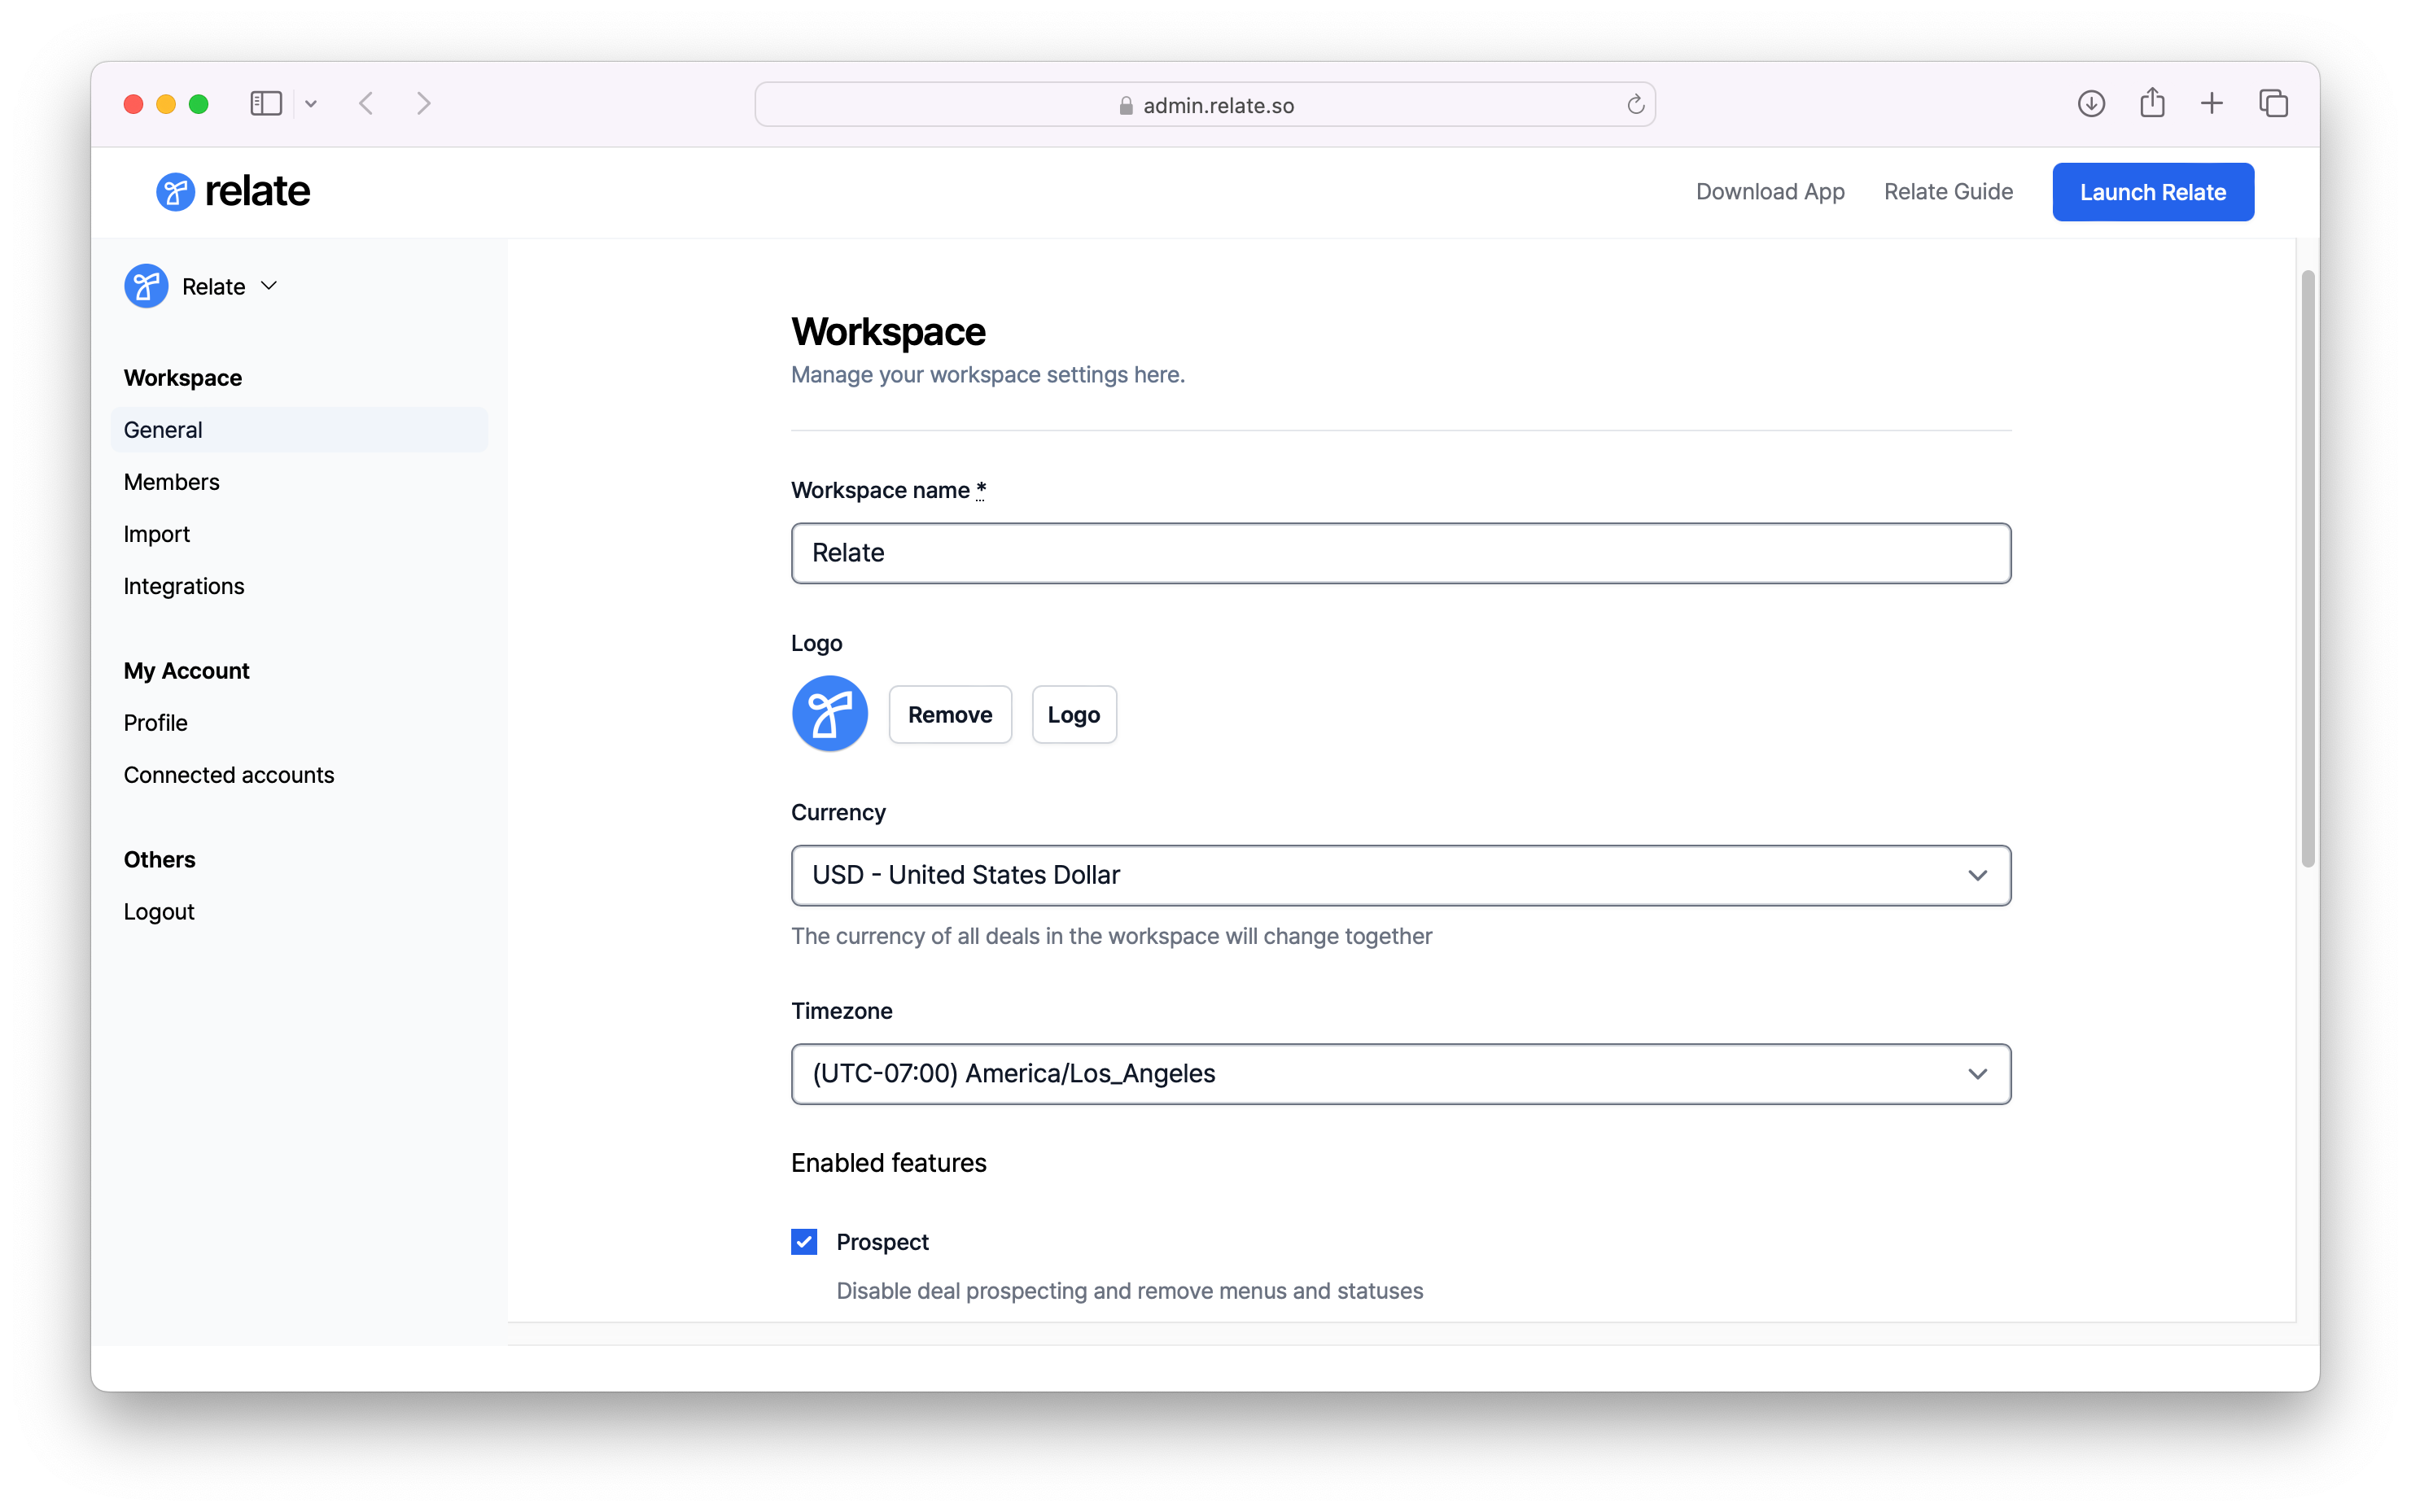 admin.relate.so
relate
Download App
Relate Guide
Launch Relate
Relate
Workspace
General
Members
Import
Integrations
My Account
Profile
Connected accounts
Others
Logout
Workspace
Manage your workspace settings here.
Workspace name *
Relate
Logo
Remove
Logo
Currency
USD - United States Dollar
The currency of all deals in the workspace will change together
Timezone
(UTC-07:00) America/Los_Angeles
Enabled features
Prospect
Disable deal prospecting and remove menus and statuses